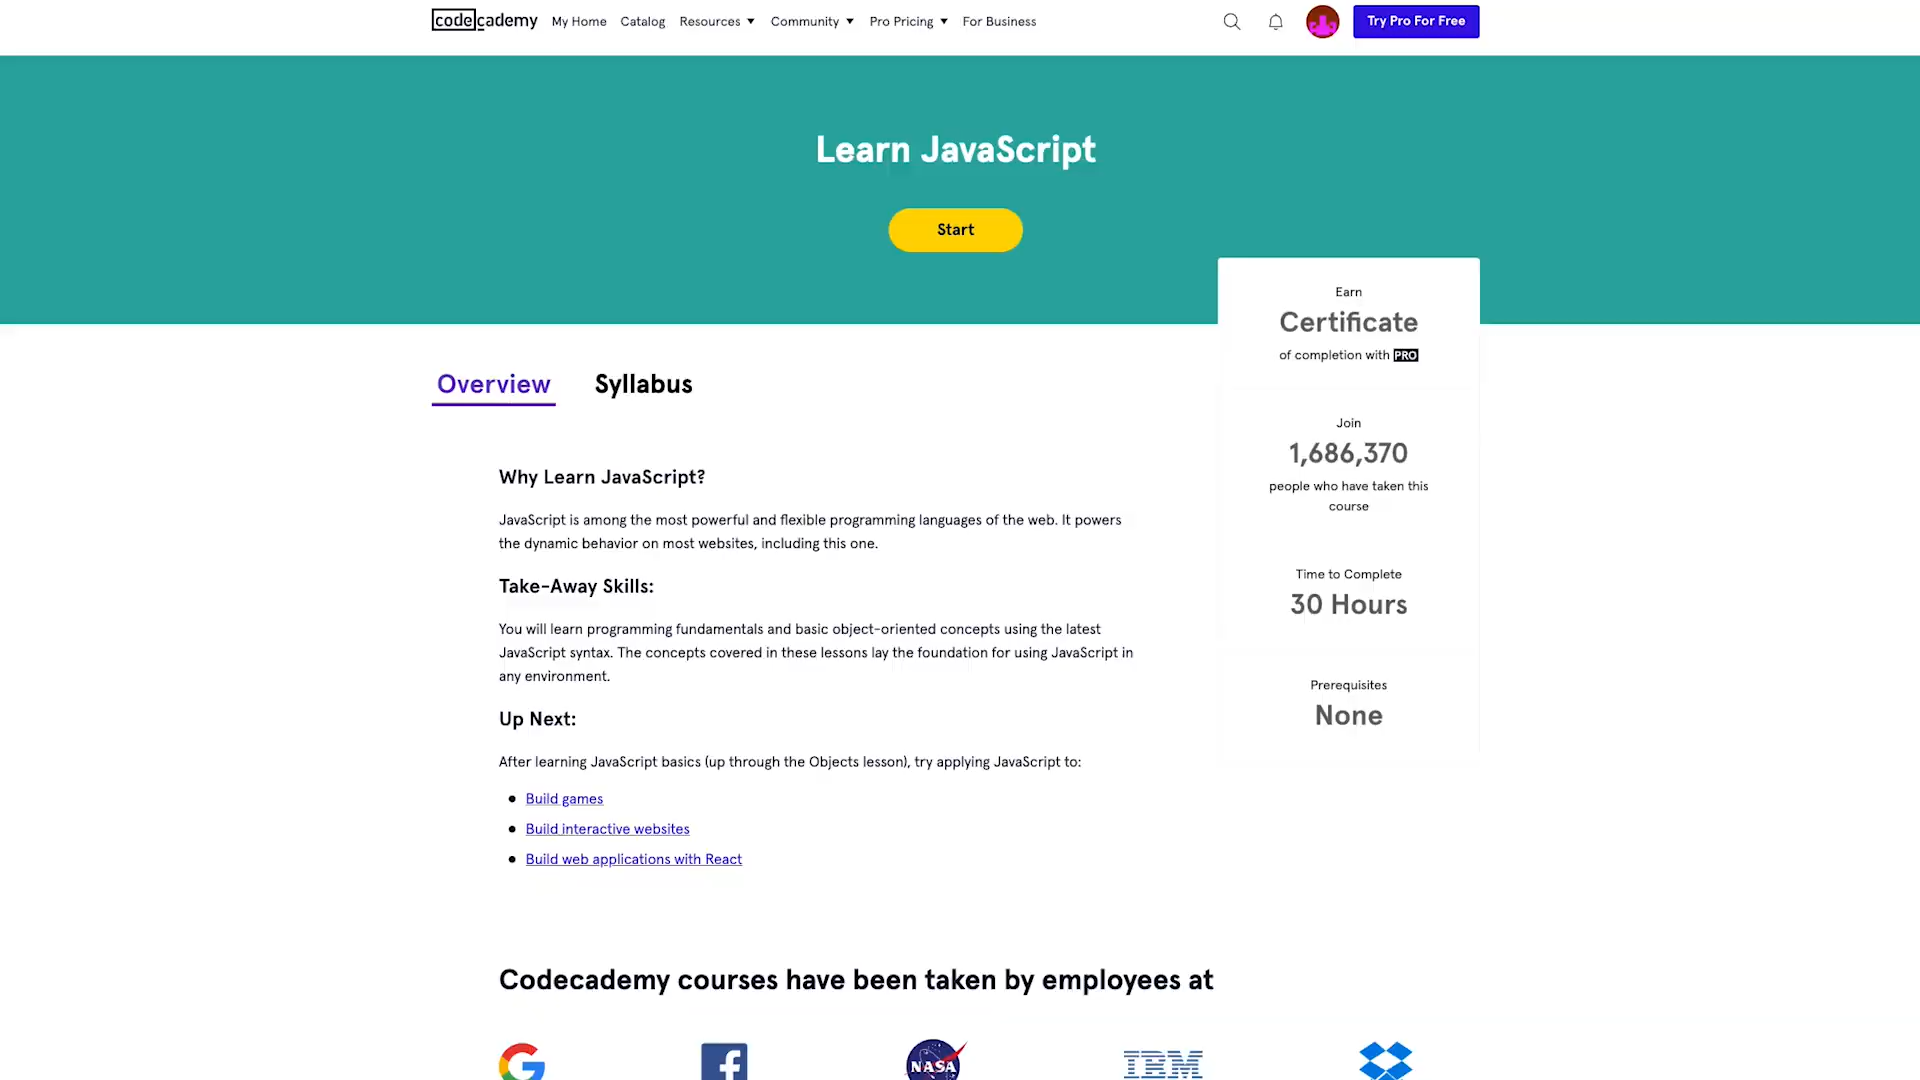 codecademy My Home Catalog Resources Community Pro Pricing For Business Try Pro For Free
Learn JavaScript
Start
Earn
Certificate
of completion with PRO
Join
1,686,370
people who have taken this
course
Time to Complete
30 Hours
Prerequisites
None
Overview Syllabus
Why Learn JavaScript?
JavaScript is among the most powerful and flexible programming languages of the web. It powers
the dynamic behavior on most websites, including this one.
Take-Away Skills:
You will learn programming fundamentals and basic object-oriented concepts using the latest
JavaScript syntax. The concepts covered in these lessons lay the foundation for using JavaScript in
any environment.
Up Next:
After learning JavaScript basics (up through the Objects lesson), try applying JavaScript to:
Build games
Build interactive websites
Build web applications with React
Codecademy courses have been taken by employees at
NASA IBM